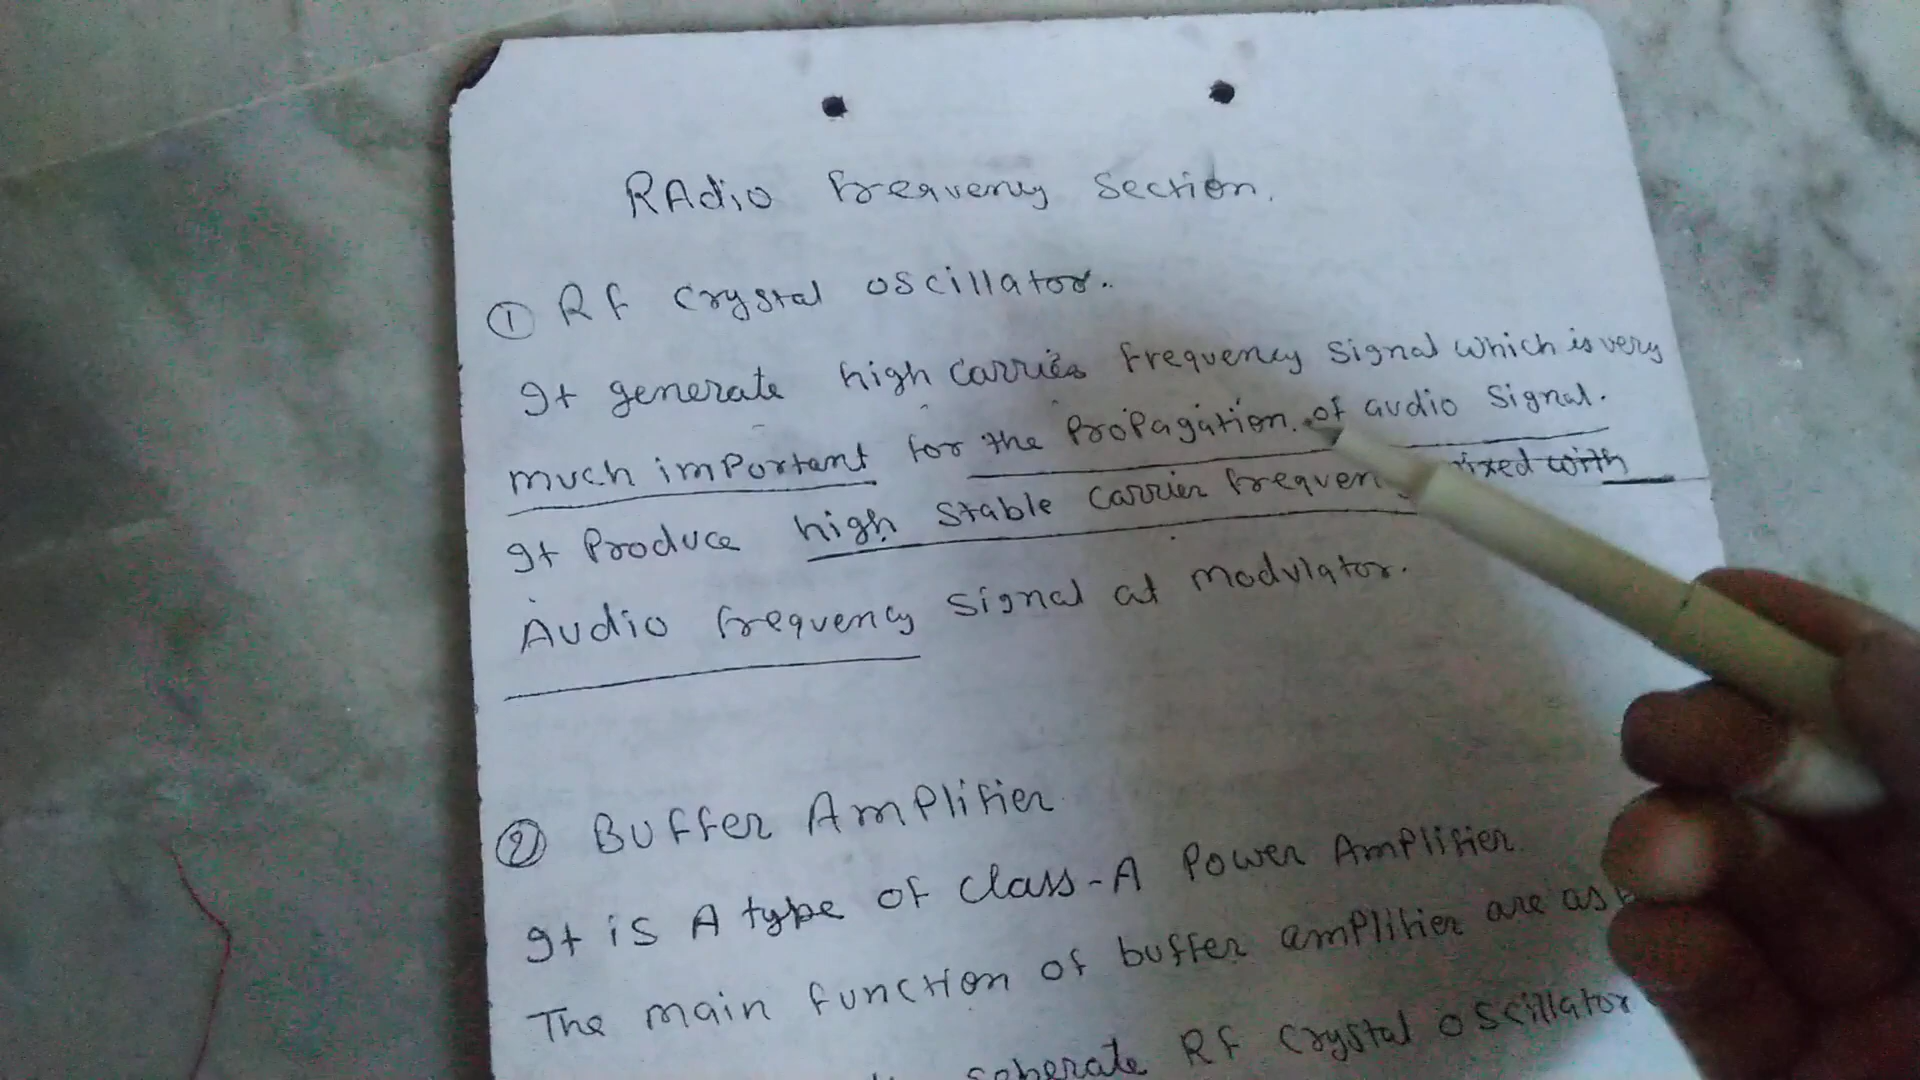 RAdio frequency Section.
① RF Crystal oscillator.
It generate high carrier frequency signal which is very
much important for the Propagation. of audio Signal.
It Produce high stable carrier frequency mixed with
Audio frequency signal at modulator.
② Buffer Amplifier
It is A type of class-A Power Amplifier.
The main function of buffer amplifier are as
seperate RF Crystal oscillator